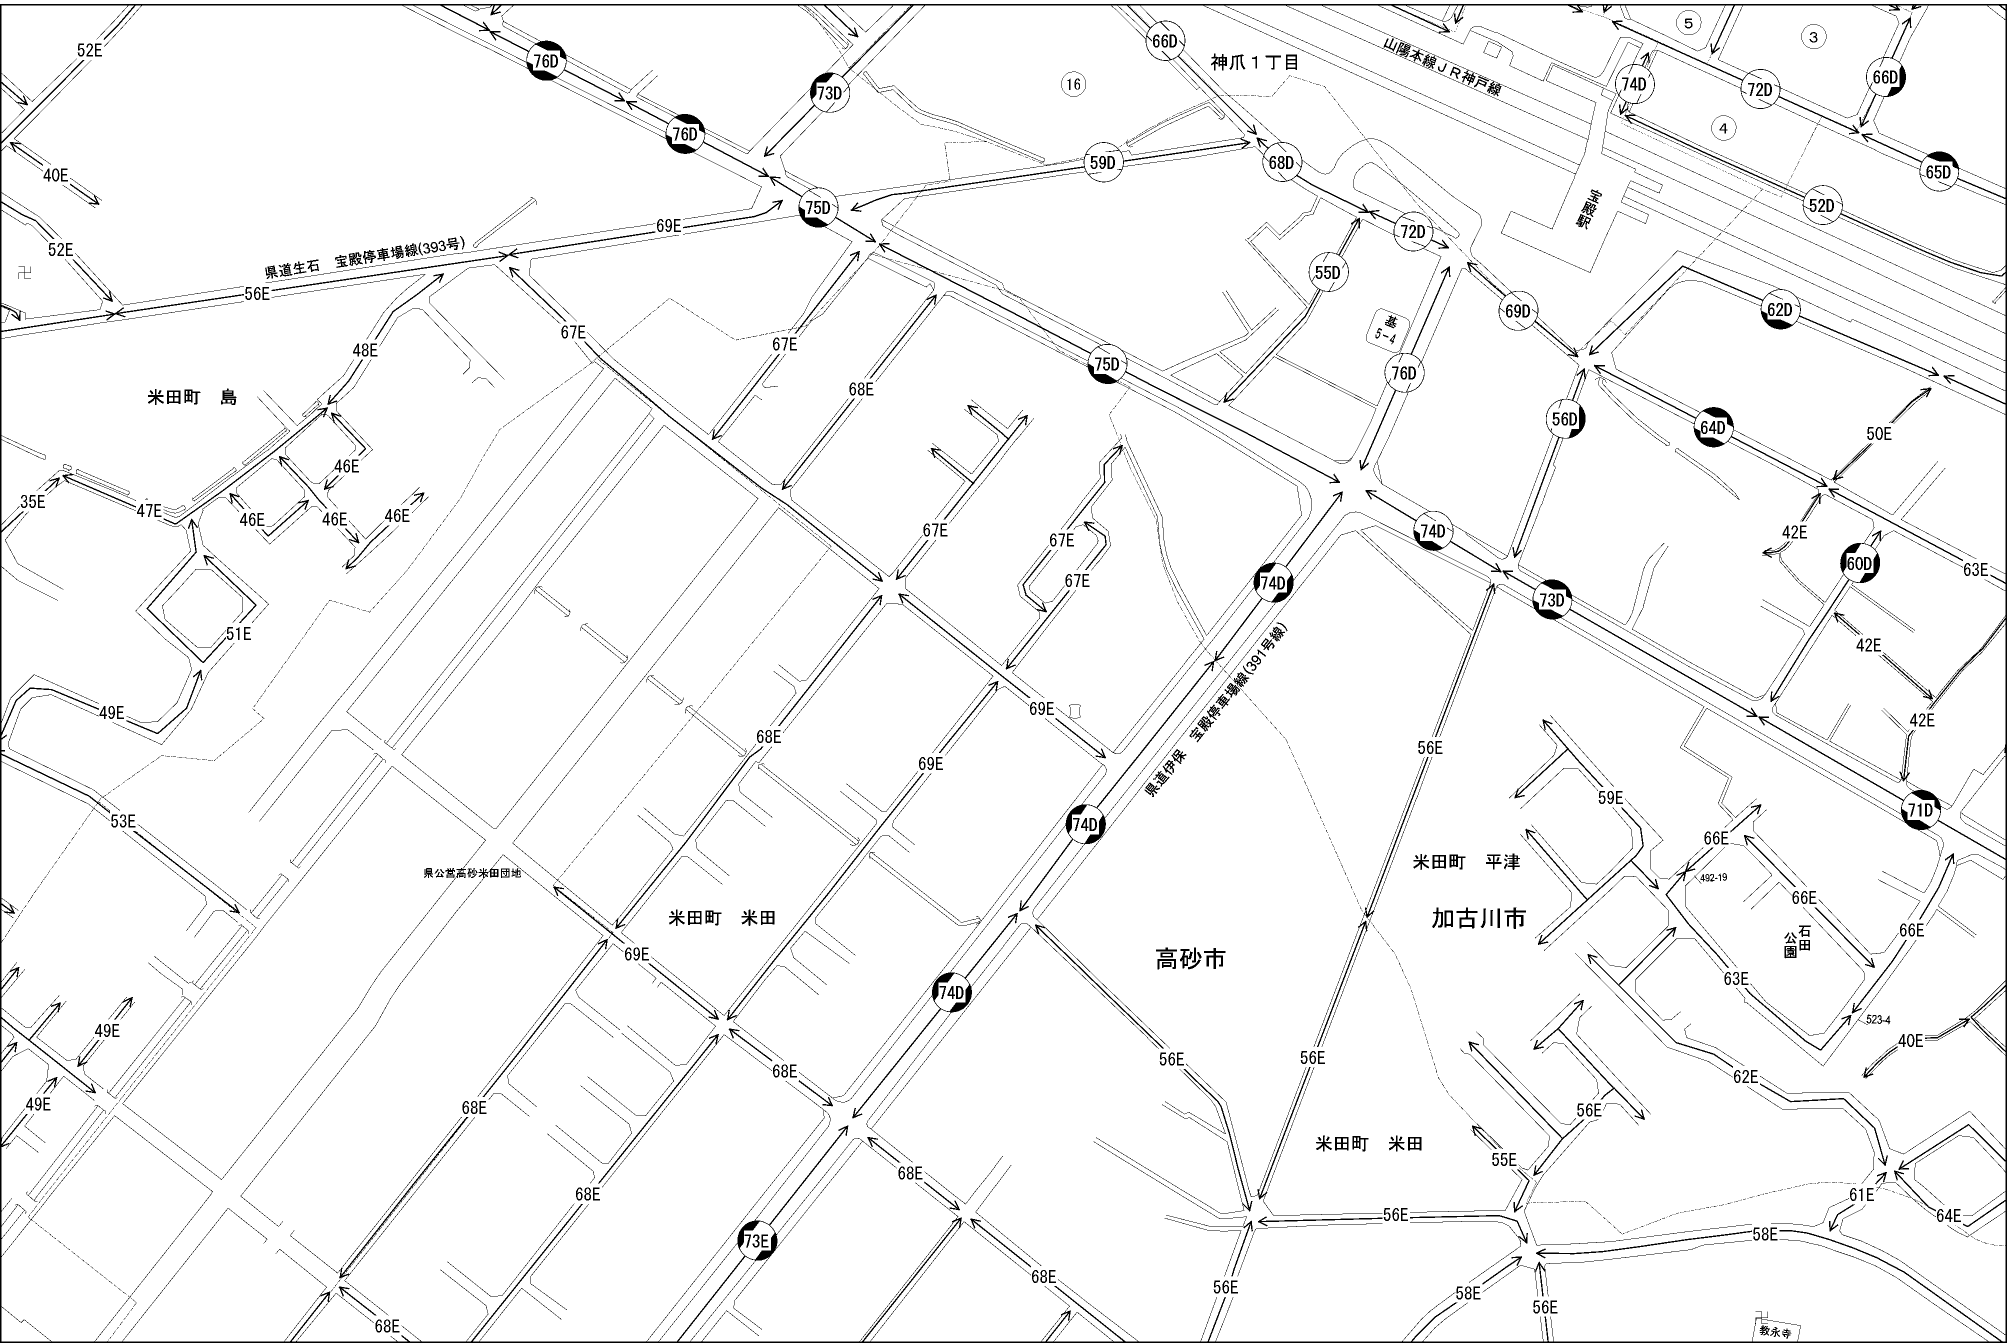 52E
76D
66D
神爪１丁目
山陽本線ＪＲ神戸線
5
3
73D
16
74D
72D
66D
76D
4
59D
68D
65D
40E
75D
69E
宝殿駅
52D
72D
52E
県道生石　宝殿停車場線(393号)
55D
56E
69D
62D
67E
67E
基
5-4
48E
75D
76D
米田町　島
68E
56D
64D
50E
46E
35E
47E
46E
46E
46E
67E
67E
74D
42E
60D
63E
74D
67E
73D
51E
42E
県道伊保　宝殿停車場線(391号線)
49E
69E
42E
68E
56E
69E
59E
53E
74D
71D
66E
米田町　平津
県公営高砂米田団地
492-19
66E
米田町　米田
加古川市
石田
公園
66E
69E
高砂市
63E
74D
523-4
49E
40E
56E
56E
68E
62E
49E
68E
56E
米田町　米田
55E
68E
68E
61E
56E
64E
73E
58E
68E
56E
58E
56E
68E
教永寺